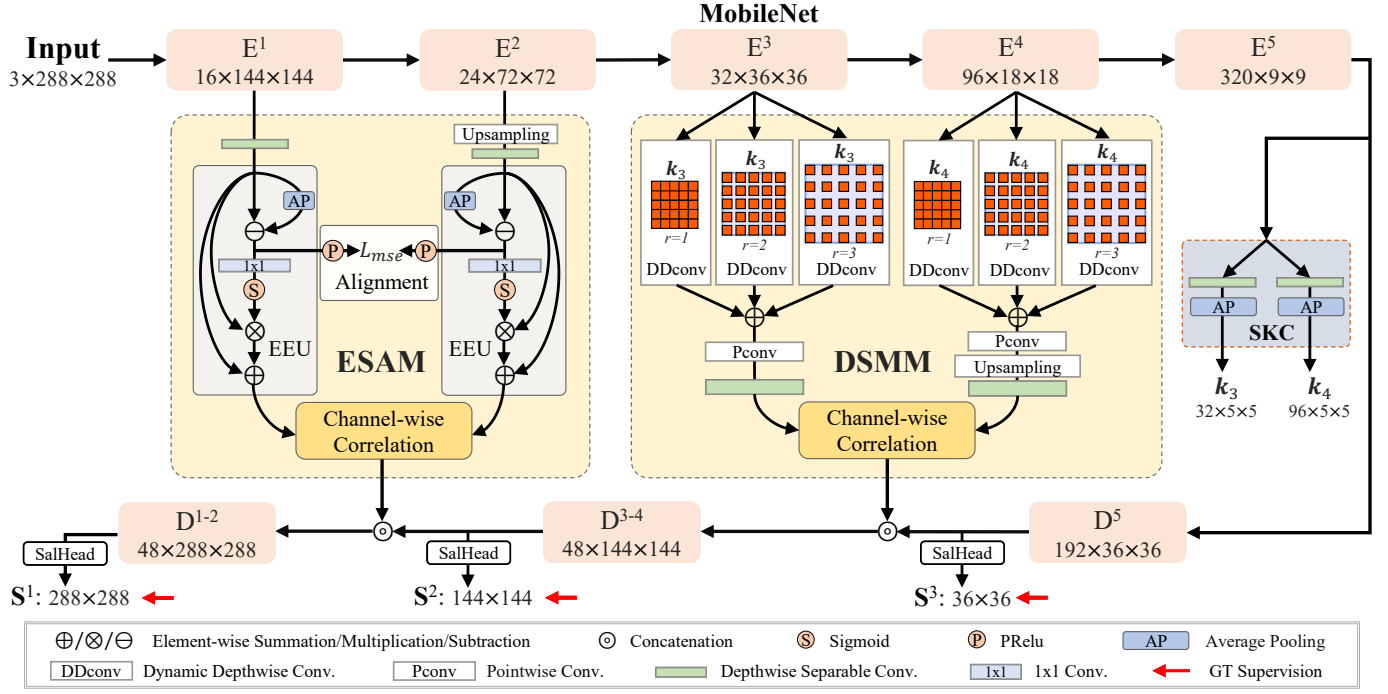 MobileNet
Input
3×288×288
E¹
16×144×144
E²
24×72×72
E³
32×36×36
E⁴
96×18×18
E⁵
320×9×9
Upsampling
AP
AP
P
L_mse
P
Alignment
1x1
1x1
S
S
EEU
EEU
ESAM
Channel-wise
Correlation
k₃
r=1
DDconv
k₃
r=2
DDconv
k₃
r=3
DDconv
k₄
r=1
DDconv
k₄
r=2
DDconv
k₄
r=3
DDconv
Pconv
Pconv
Upsampling
DSMM
Channel-wise
Correlation
AP
AP
SKC
k₃
32×5×5
k₄
96×5×5
D¹⁻²
48×288×288
D³⁻⁴
48×144×144
D⁵
192×36×36
SalHead
SalHead
SalHead
S¹: 288×288
S²: 144×144
S³: 36×36
⊕/⊗/⊖ Element-wise Summation/Multiplication/Subtraction
⊙ Concatenation
S Sigmoid
P PRelu
AP Average Pooling
DDconv Dynamic Depthwise Conv.
Pconv Pointwise Conv.
Depthwise Separable Conv.
1x1 1x1 Conv.
GT Supervision